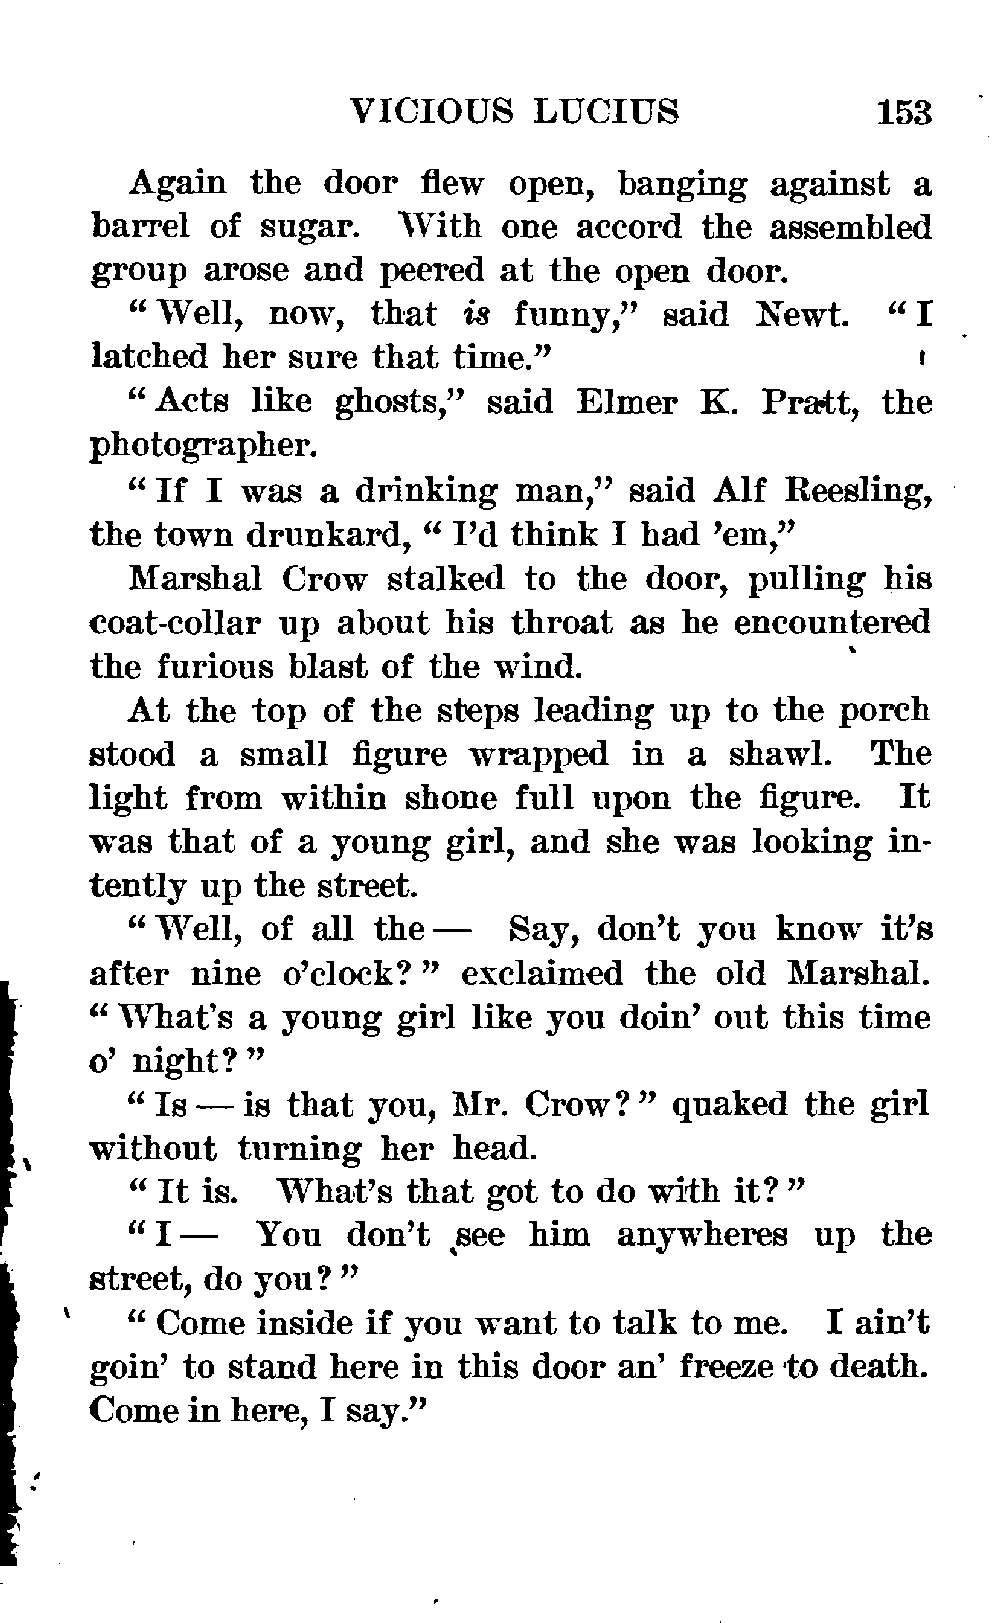 VICIOUS LUCIUS 153
Again the door flew open, banging against a
barrel of sugar. With one accord the assembled
group arose and peered at the open door.
“ Well, now, that is funny,” said Newt. “ I
latched her sure that time.”
“ Acts like ghosts,” said Elmer K. Pratt, the
photographer.
“ If I was a drinking man,” said Alf Reesling,
the town drunkard, “ I’d think I had ’em,”
Marshal Crow stalked to the door, pulling his
coat-collar up about his throat as he encountered
the furious blast of the wind.
At the top of the steps leading up to the porch
stood a small figure wrapped in a shawl. The
light from within shone full upon the figure. It
was that of a young girl, and she was looking in-
tently up the street.
“ Well, of all the — Say, don’t you know it’s
after nine o’clock? ” exclaimed the old Marshal.
“ What’s a young girl like you doin’ out this time
o’ night? ”
“ Is — is that you, Mr. Crow? ” quaked the girl
without turning her head.
“ It is. What’s that got to do with it? ”
“ I — You don’t see him anywheres up the
street, do you? ”
“ Come inside if you want to talk to me. I ain’t
goin’ to stand here in this door an’ freeze to death.
Come in here, I say.”